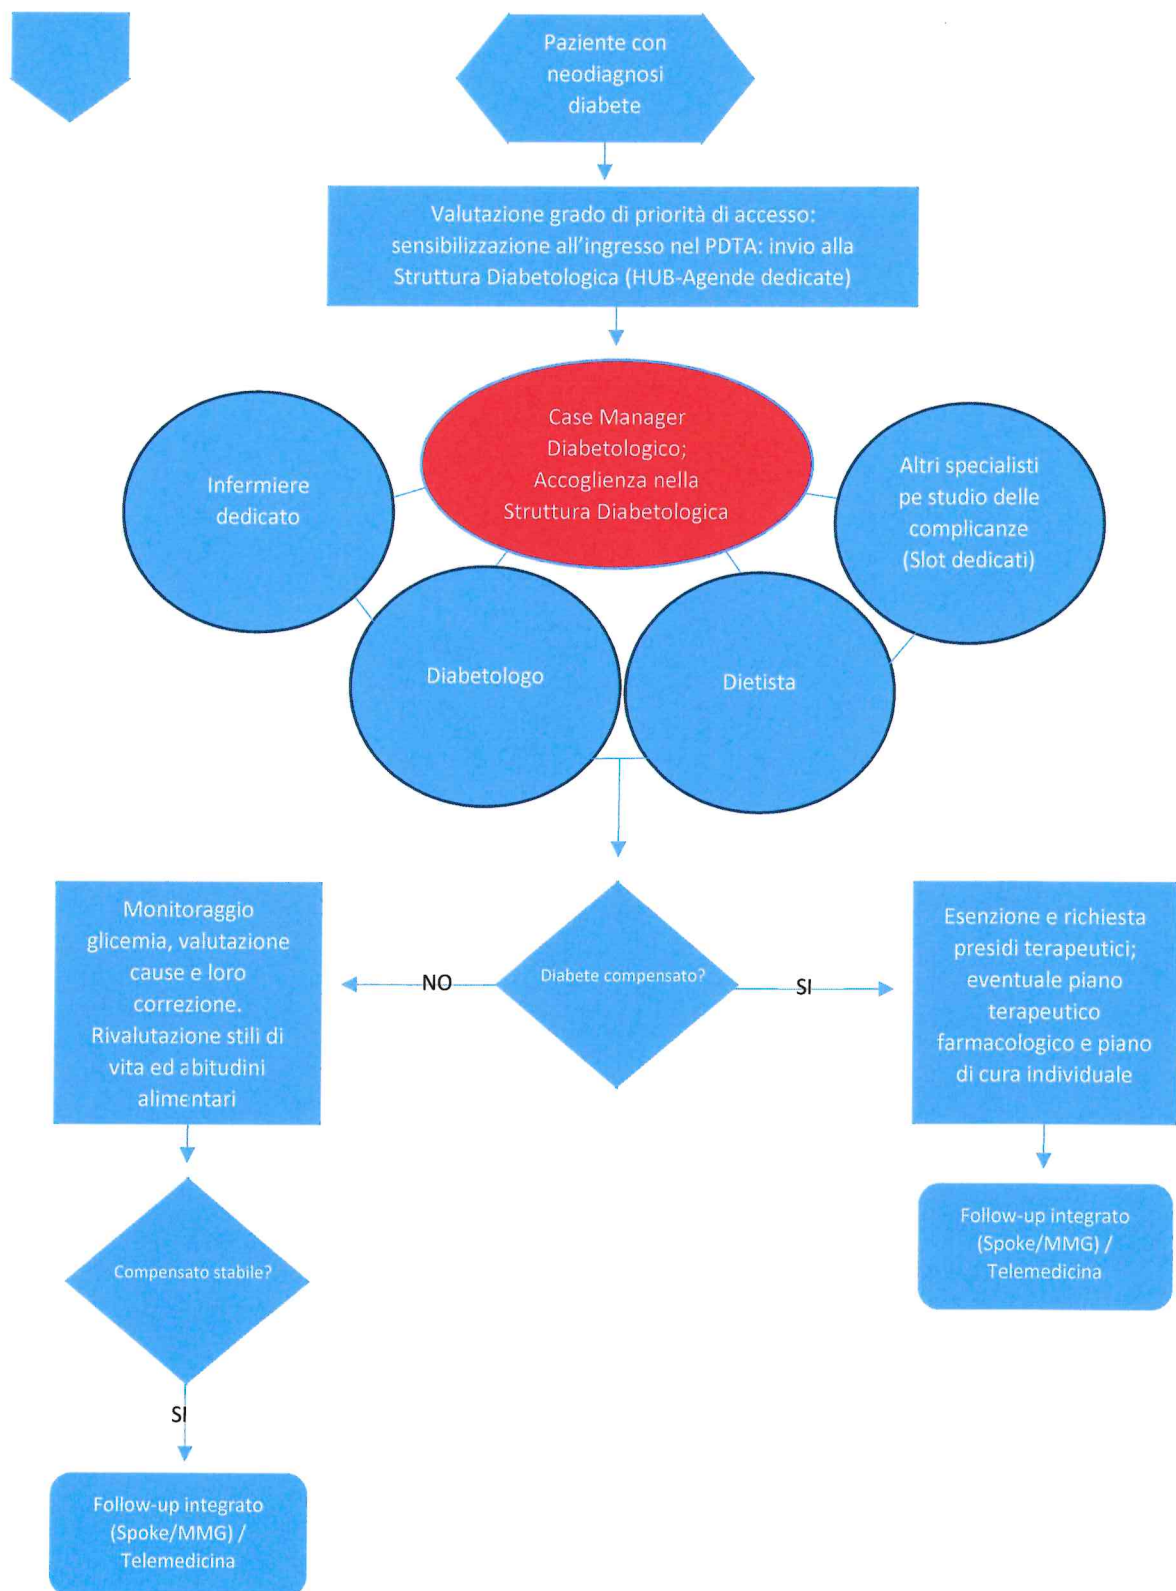 Paziente con
neodiagnosi
diabete
Valutazione grado di priorità di accesso:
sensibilizzazione all'ingresso nel PDTA: invio alla
Struttura Diabetologica (HUB-Agende dedicate)
Case Manager
Diabetologico;
Accoglienza nella
Struttura Diabetologica
Infermiere
dedicato
Altri specialisti
pe studio delle
complicanze
(Slot dedicati)
Diabetologo
Dietista
Monitoraggio
glicemia, valutazione
cause e loro
correzione.
Rivalutazione stili di
vita ed abitudini
alimentari
NO
Diabete compensato?
SI
Esenzione e richiesta
presidi terapeutici;
eventuale piano
terapeutico
farmacologico e piano
di cura individuale
Compensato stabile?
Follow-up integrato
(Spoke/MMG) /
Telemedicina
SI
Follow-up integrato
(Spoke/MMG) /
Telemedicina